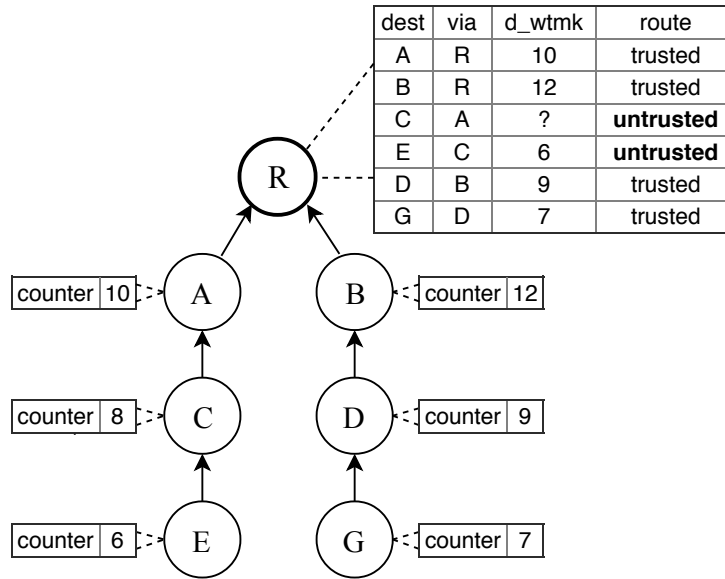 dest via d_wtmk route
A R 10 trusted
B R 12 trusted
C A ? untrusted
E C 6 untrusted
D B 9 trusted
G D 7 trusted
R
counter 10 A B counter 12
counter 8 C D counter 9
counter 6 E G counter 7